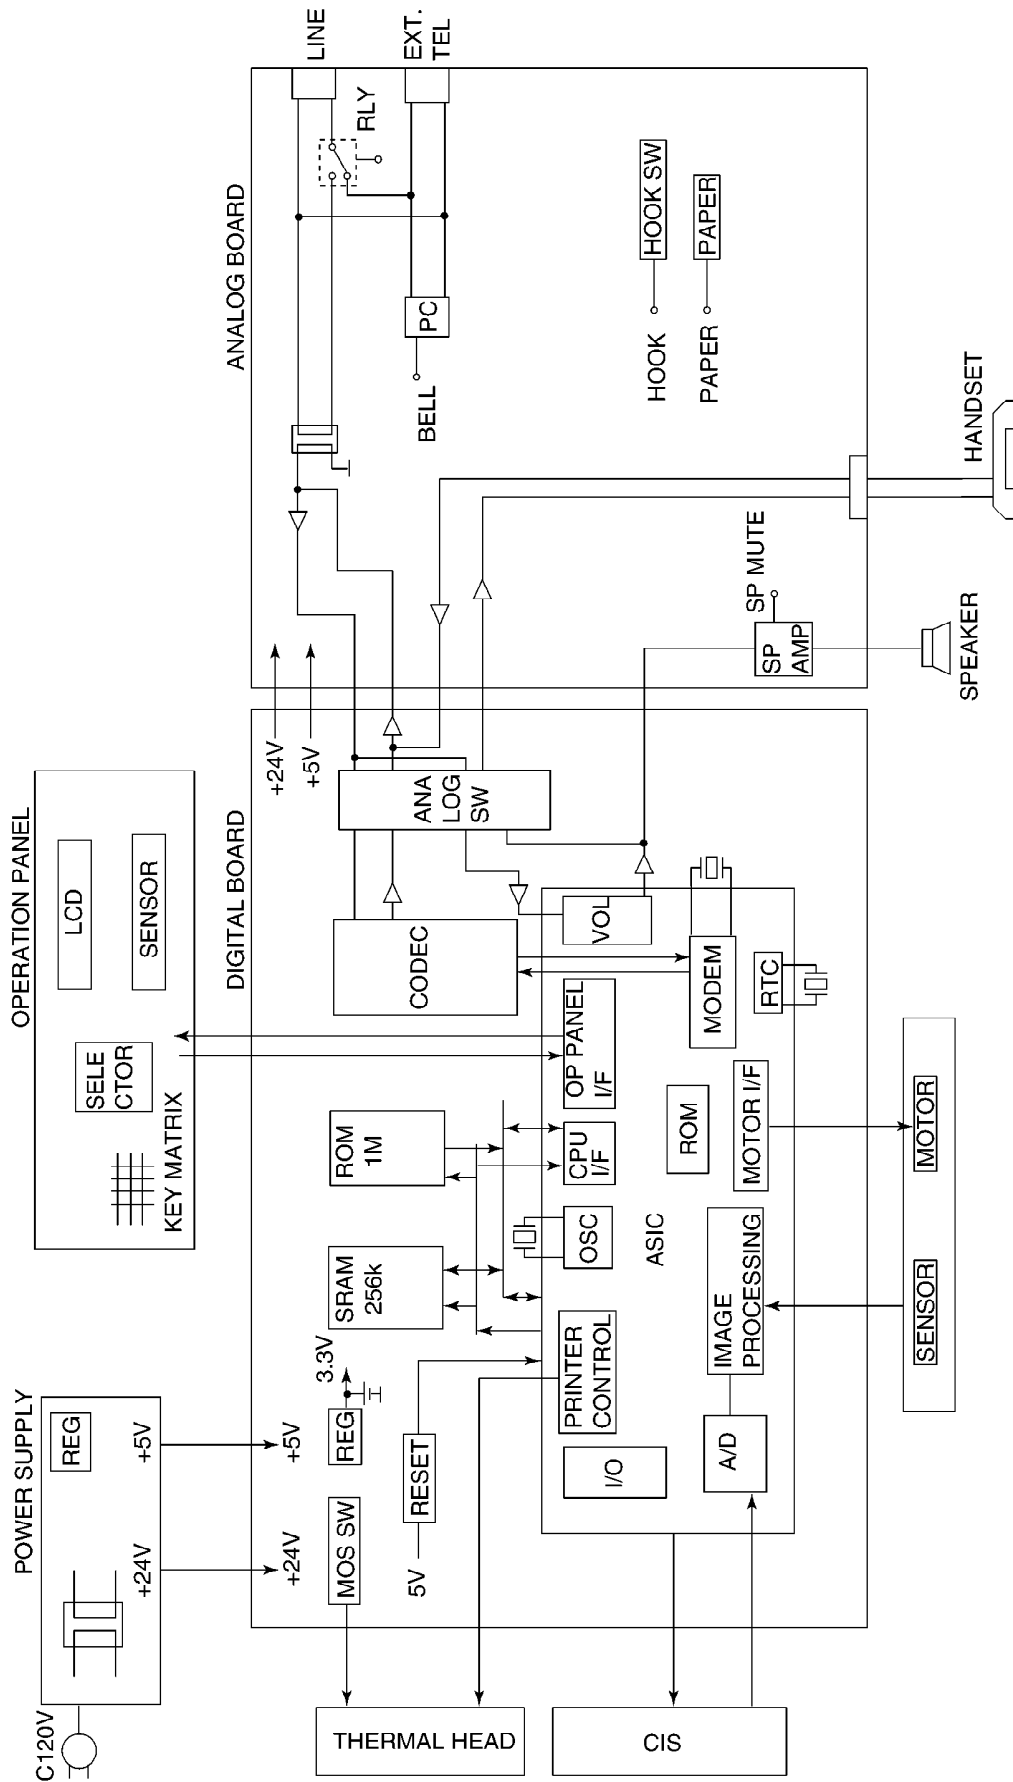 POWER SUPPLY
C120V
REG
+24V
+5V
OPERATION PANEL
KEY MATRIX
SELE
CTOR
LCD
SENSOR
DIGITAL BOARD
+24V
+5V
MOS SW
REG
3.3V
5V
RESET
SRAM
256k
ROM
1M
CODEC
ANA
LOG
SW
+24V
+5V
I/O
PRINTER
CONTROL
OSC
CPU
I/F
OP PANEL
I/F
VOL
ASIC
ROM
MODEM
A/D
IMAGE
PROCESSING
MOTOR I/F
RTC
THERMAL HEAD
CIS
SENSOR
MOTOR
ANALOG BOARD
LINE
EXT.
TEL
RLY
PC
BELL
HOOK
HOOK SW
PAPER
PAPER
SP MUTE
SP
AMP
SPEAKER
HANDSET